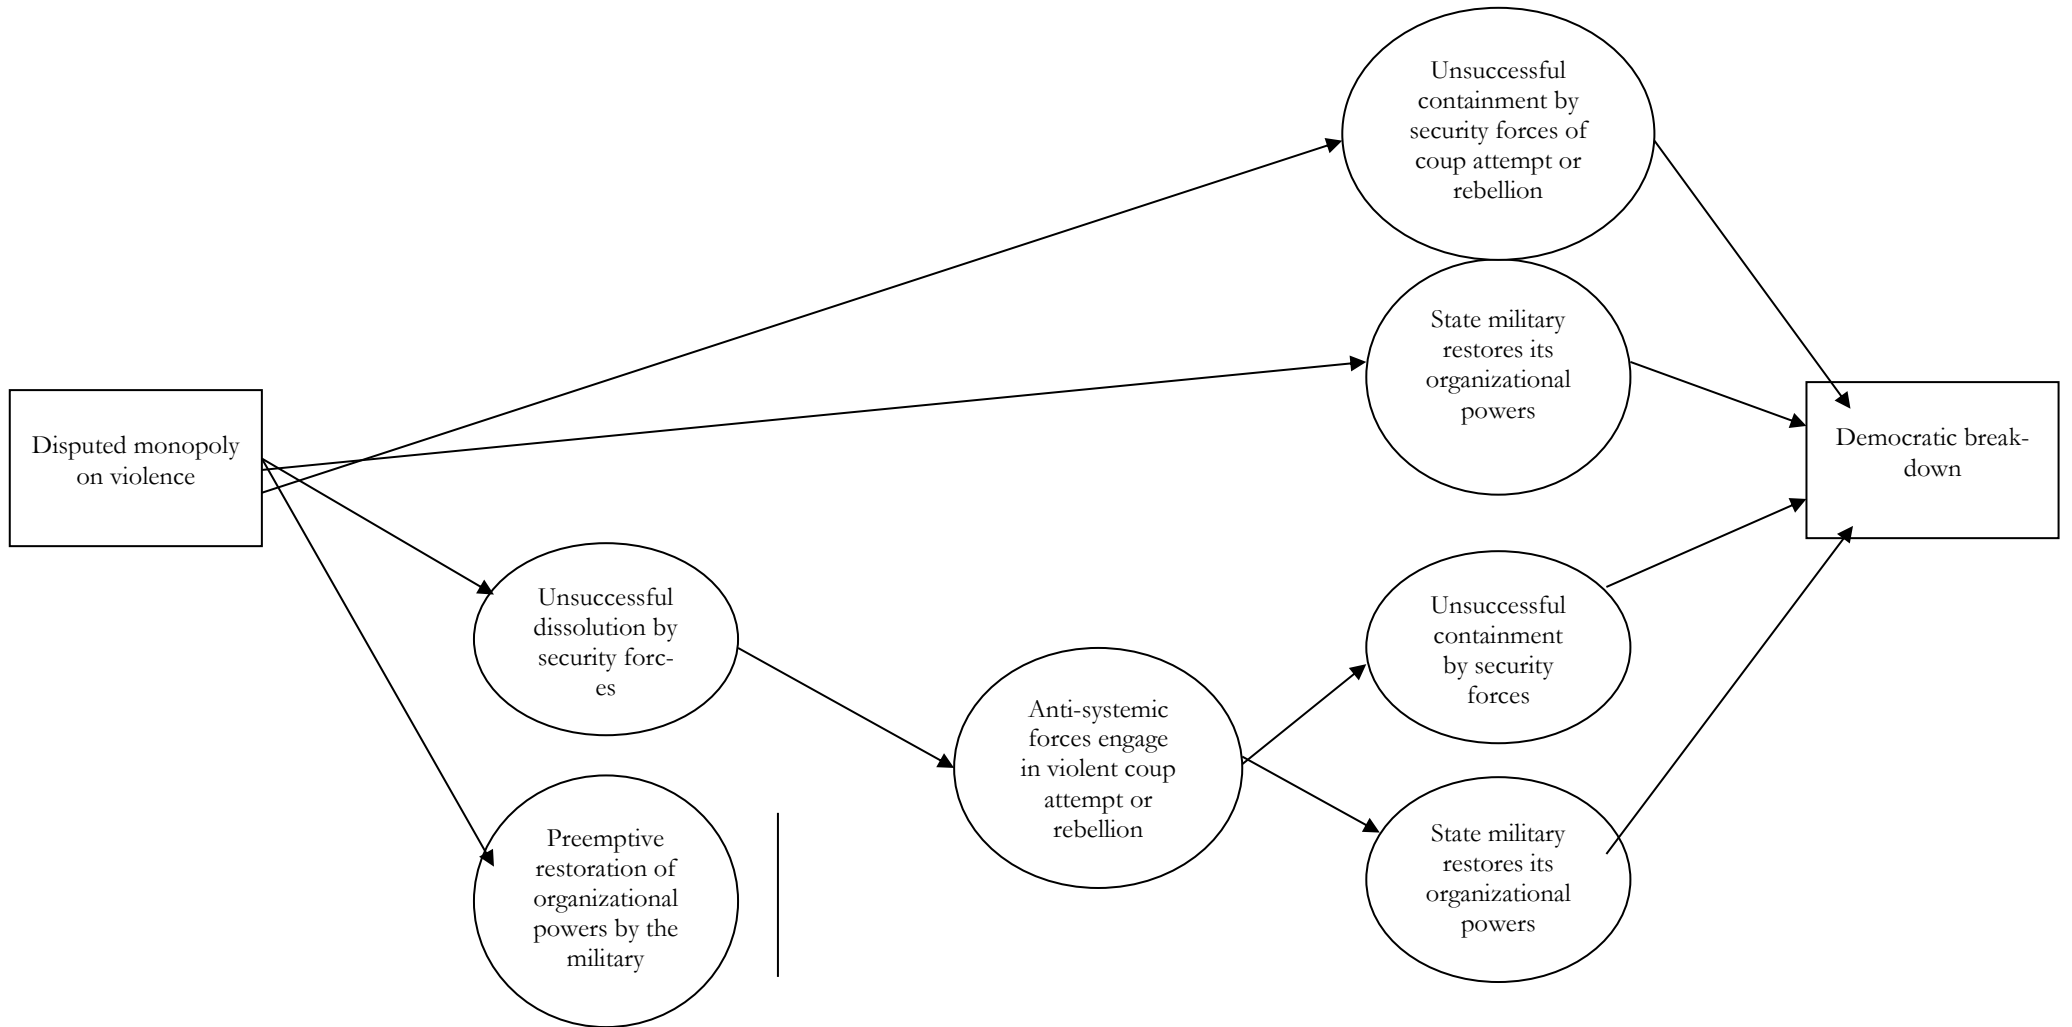 Unsuccessful
containment by
security forces of
coup attempt or
rebellion
State military
restores its
organizational
powers
Disputed monopoly
on violence
Democratic break-
down
Unsuccessful
dissolution by
security forc-
es
Unsuccessful
containment
by security
forces
Anti-systemic
forces engage
in violent coup
attempt or
rebellion
Preemptive
restoration of
organizational
powers by the
military
State military
restores its
organizational
powers